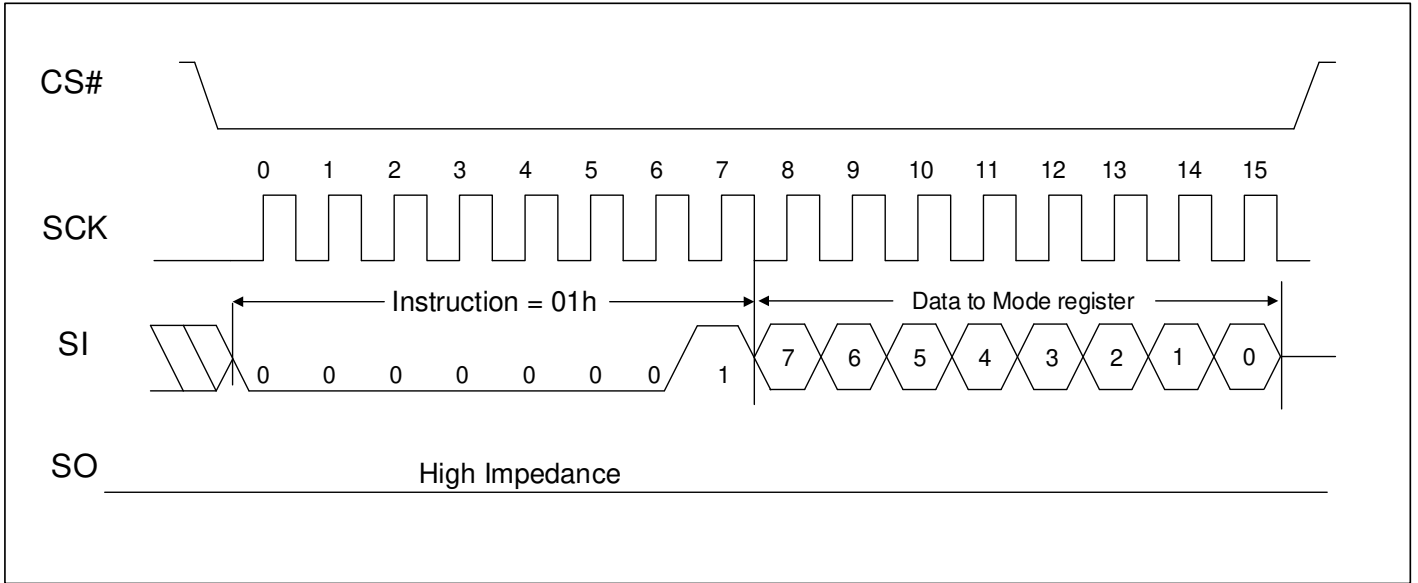 CS#
0 1 2 3 4 5 6 7 8 9 10 11 12 13 14 15
SCK
Instruction = 01h Data to Mode register
SI
0 0 0 0 0 0 0 1 7 6 5 4 3 2 1 0
SO
High Impedance